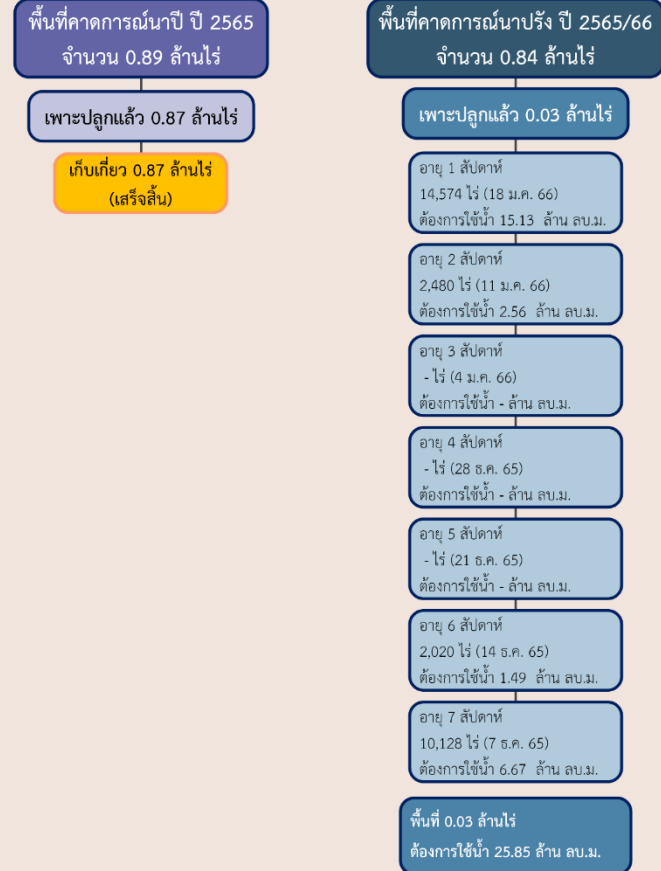 พื้นที่คาดการณ์นาปี ปี 2565
จำนวน 0.89 ล้านไร่
เพาะปลูกแล้ว 0.87 ล้านไร่
เก็บเกี่ยว 0.87 ล้านไร่
(เสร็จสิ้น)
พื้นที่คาดการณ์นาปรัง ปี 2565/66
จำนวน 0.84 ล้านไร่
เพาะปลูกแล้ว 0.03 ล้านไร่
อายุ 1 สัปดาห์
14,574 ไร่ (18 ม.ค. 66)
ต้องการใช้น้ำ 15.13 ล้าน ลบ.ม.
อายุ 2 สัปดาห์
2,480 ไร่ (11 ม.ค. 66)
ต้องการใช้น้ำ 2.56 ล้าน ลบ.ม.
อายุ 3 สัปดาห์
- ไร่ (4 ม.ค. 66)
ต้องการใช้น้ำ - ล้าน ลบ.ม.
อายุ 4 สัปดาห์
- ไร่ (28 ธ.ค. 65)
ต้องการใช้น้ำ - ล้าน ลบ.ม.
อายุ 5 สัปดาห์
- ไร่ (21 ธ.ค. 65)
ต้องการใช้น้ำ - ล้าน ลบ.ม.
อายุ 6 สัปดาห์
2,020 ไร่ (14 ธ.ค. 65)
ต้องการใช้น้ำ 1.49 ล้าน ลบ.ม.
อายุ 7 สัปดาห์
10,128 ไร่ (7 ธ.ค. 65)
ต้องการใช้น้ำ 6.67 ล้าน ลบ.ม.
พื้นที่ 0.03 ล้านไร่
ต้องการใช้น้ำ 25.85 ล้าน ลบ.ม.